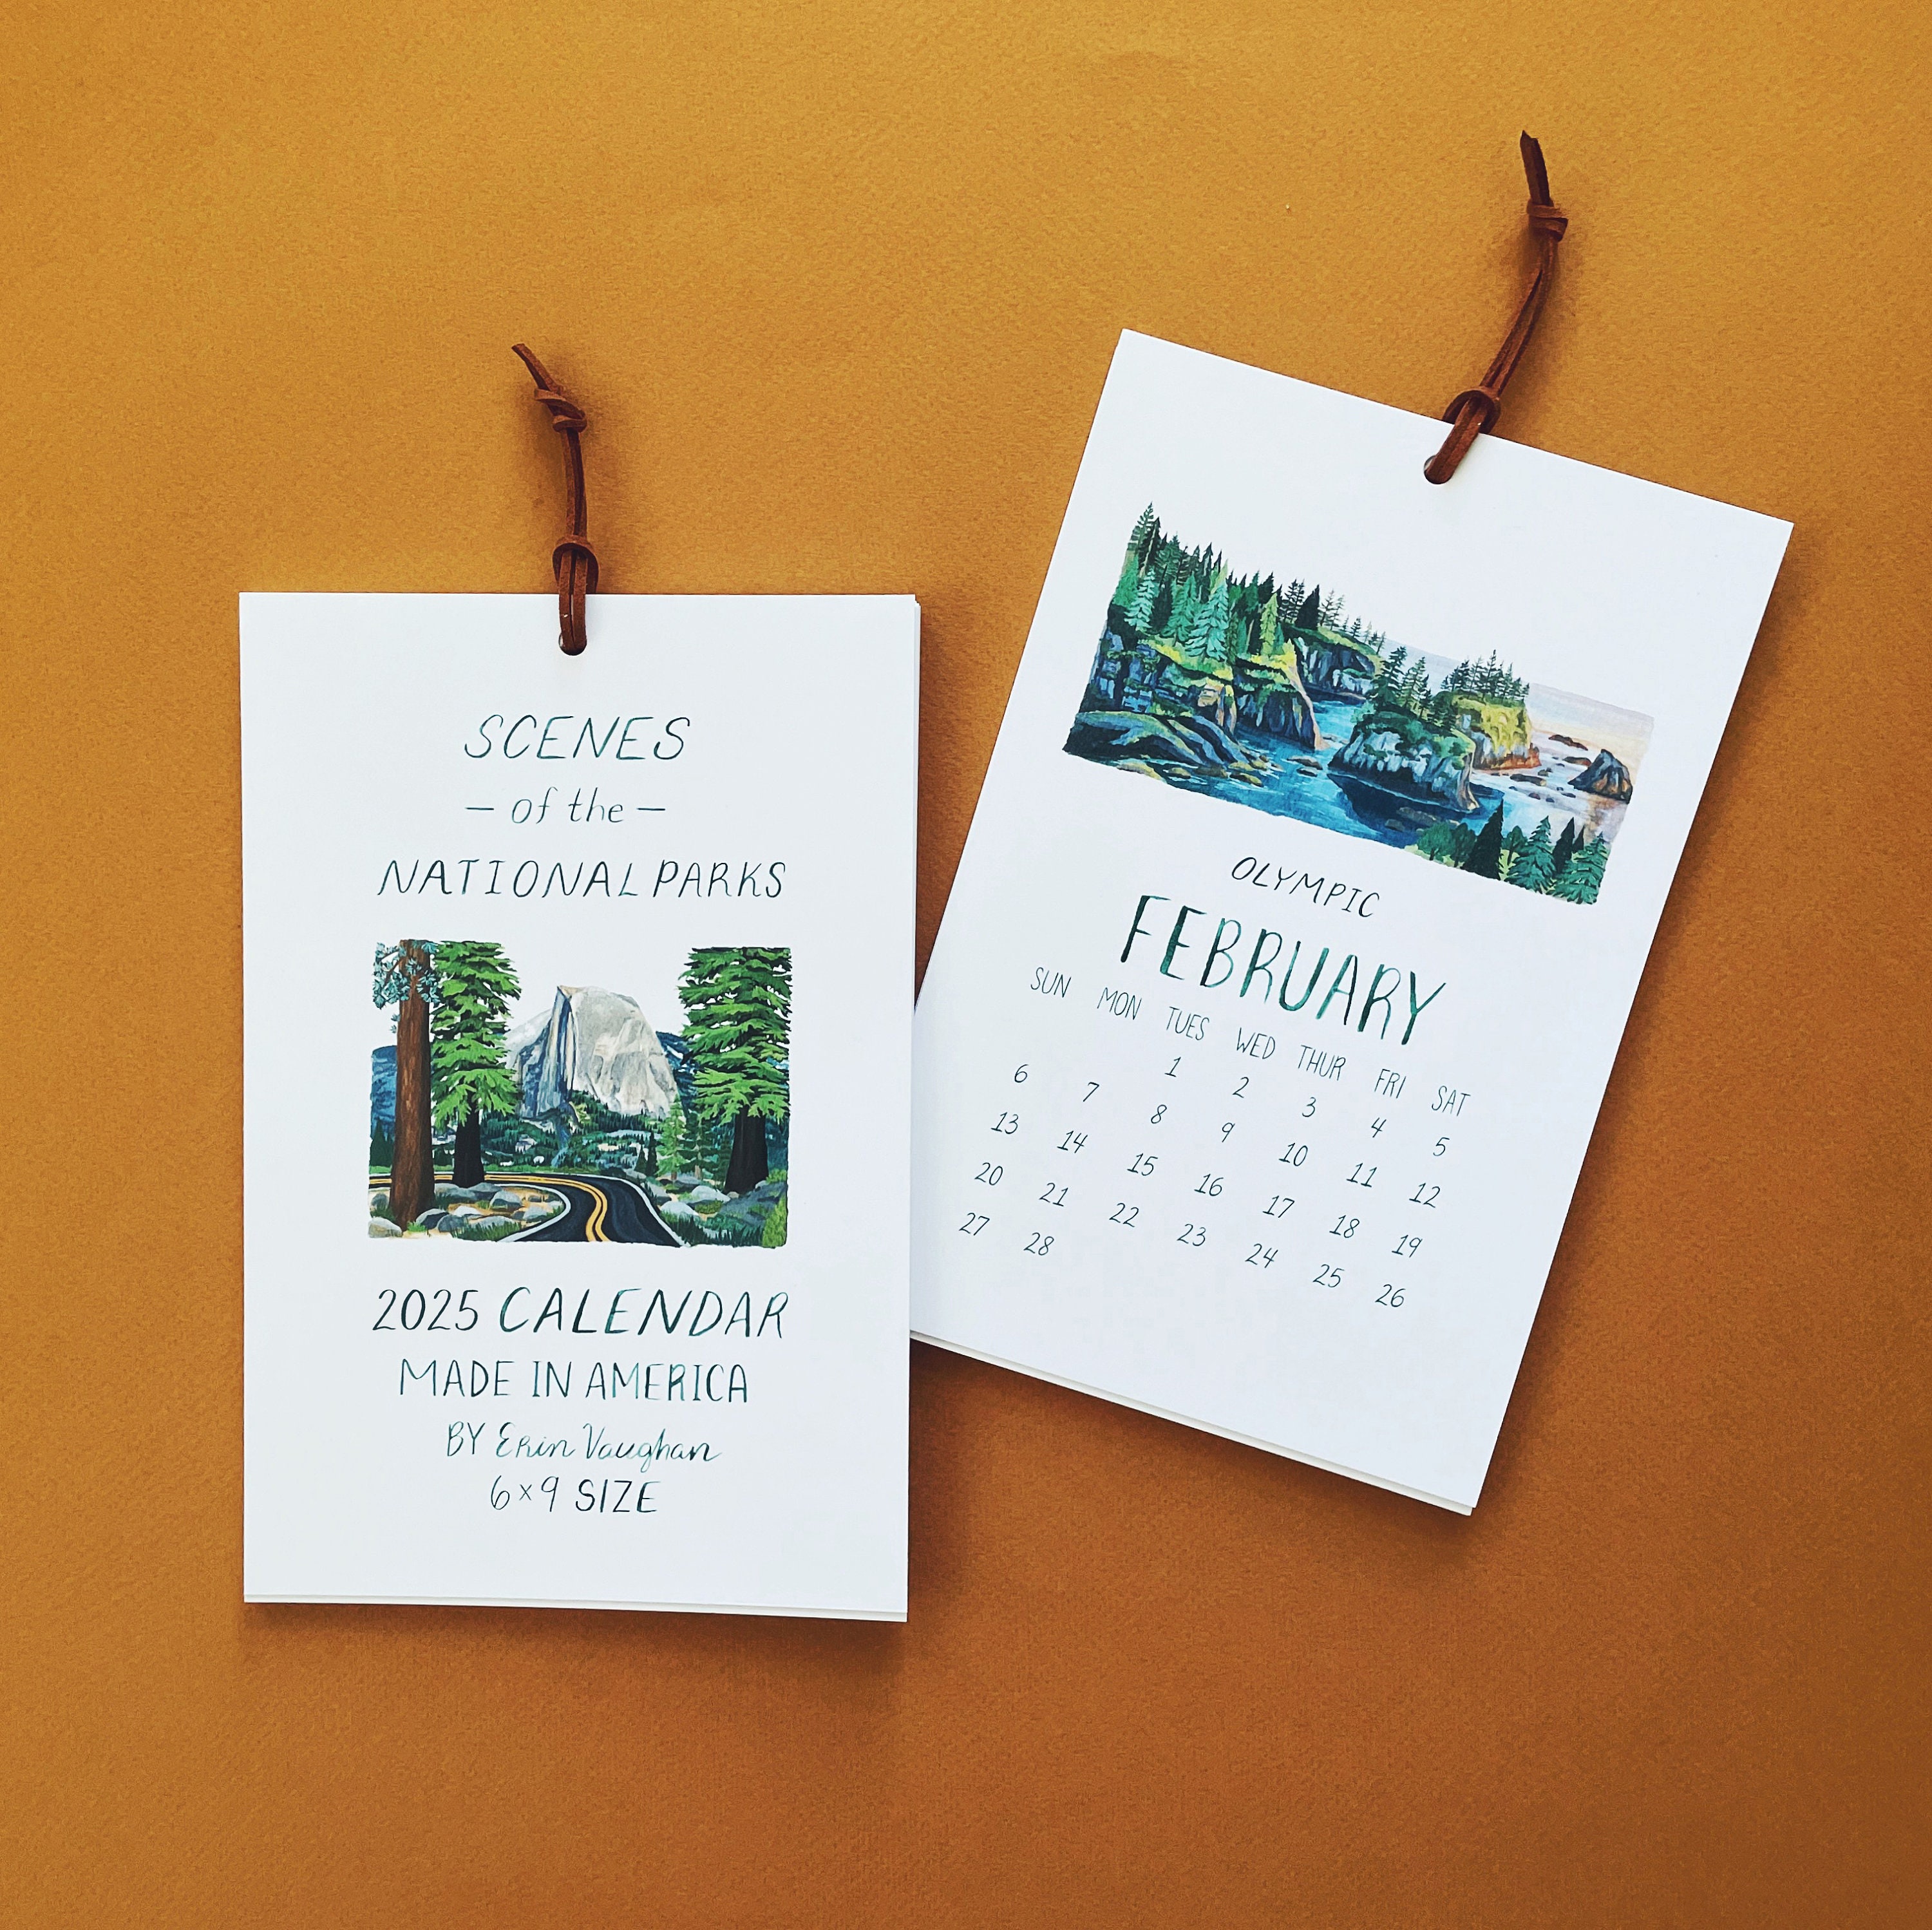 SCENES
— of the —
NATIONAL PARKS
2025 CALENDAR
MADE IN AMERICA
BY Erin Vaughan
6×9 SIZE
OLYMPIC
FEBRUARY
SUN MON TUES WED THUR FRI SAT
1 2 3 4 5
6 7 8 9 10 11 12
13 14 15 16 17 18 19
20 21 22 23 24 25 26
27 28